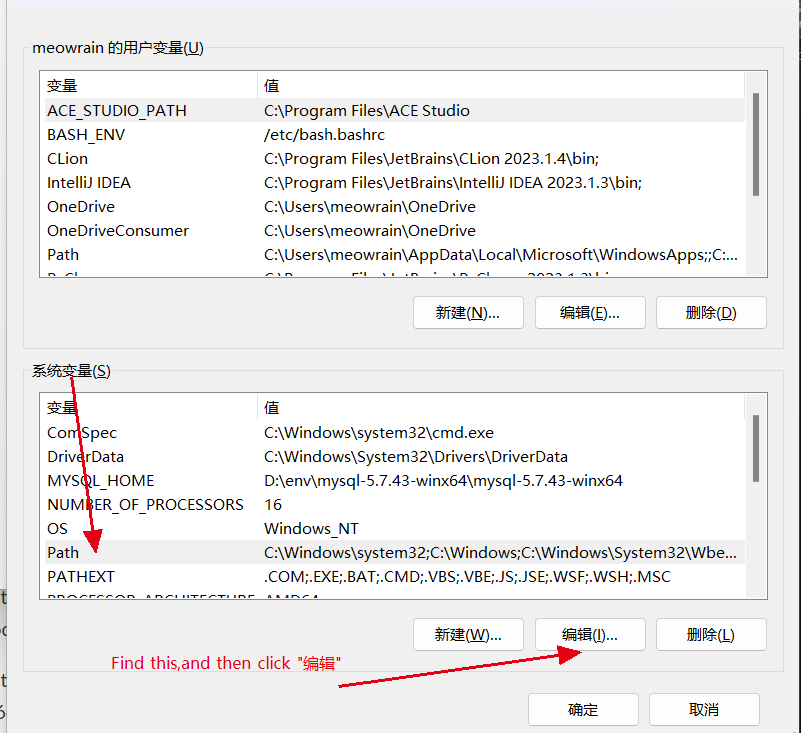 meowrain 的用户变量(U)
变量 值
ACE_STUDIO_PATH C:\Program Files\ACE Studio
BASH_ENV /etc/bash.bashrc
CLion C:\Program Files\JetBrains\CLion 2023.1.4\bin;
IntelliJ IDEA C:\Program Files\JetBrains\IntelliJ IDEA 2023.1.3\bin;
OneDrive C:\Users\meowrain\OneDrive
OneDriveConsumer C:\Users\meowrain\OneDrive
Path C:\Users\meowrain\AppData\Local\Microsoft\WindowsApps;;C:...
新建(N)... 编辑(E)... 删除(D)
系统变量(S)
变量 值
ComSpec C:\Windows\system32\cmd.exe
DriverData C:\Windows\System32\Drivers\DriverData
MYSQL_HOME D:\env\mysql-5.7.43-winx64\mysql-5.7.43-winx64
NUMBER_OF_PROCESSORS 16
OS Windows_NT
Path C:\Windows\system32;C:\Windows;C:\Windows\System32\Wbe...
PATHEXT .COM;.EXE;.BAT;.CMD;.VBS;.VBE;.JS;.JSE;.WSF;.WSH;.MSC
PROCESSOR_ARCHITECTURE AMD64
新建(W)... 编辑(I)... 删除(L)
Find this,and then click "编辑"
确定 取消